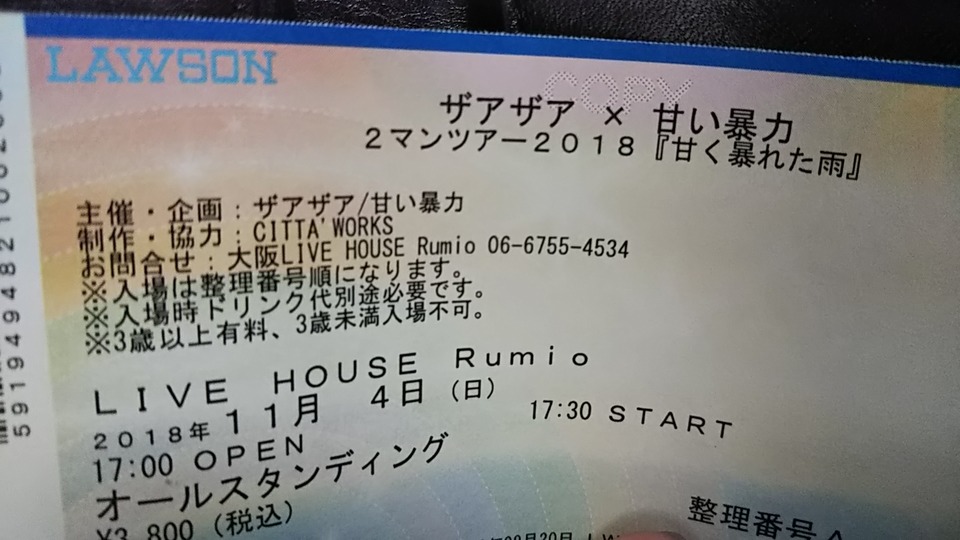 LAWSON
COPY
ザアザア × 甘い暴力
2マンツアー2018『甘く暴れた雨』
主催・企画:ザアザア/甘い暴力
制作・協力:CITTA'WORKS
お問合せ:大阪LIVE HOUSE Rumio 06-6755-4534
※入場は整理番号順になります。
※入場時ドリンク代別途必要です。
※3歳以上有料、3歳未満入場不可。
LIVE HOUSE Rumio
2018年11月 4日(日)
17:00 OPEN 17:30 START
オールスタンディング
¥3,800(税込)
整理番号A